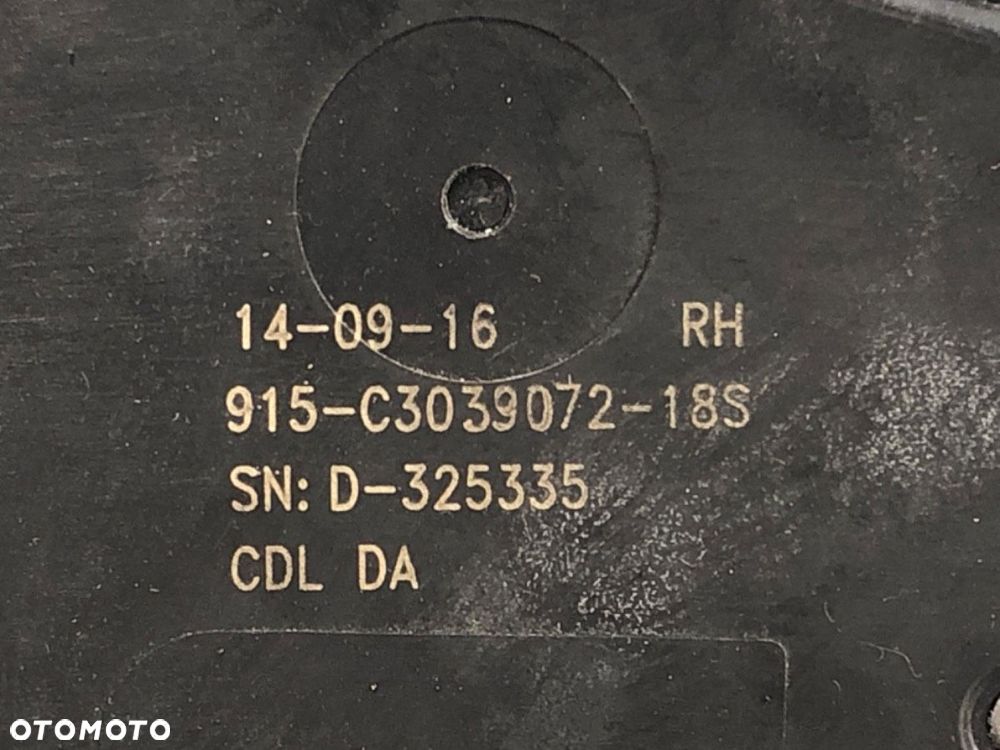 14-09-16 RH
915-C3039072-18S
SN: D-325335
CDL DA
OTOMOTO